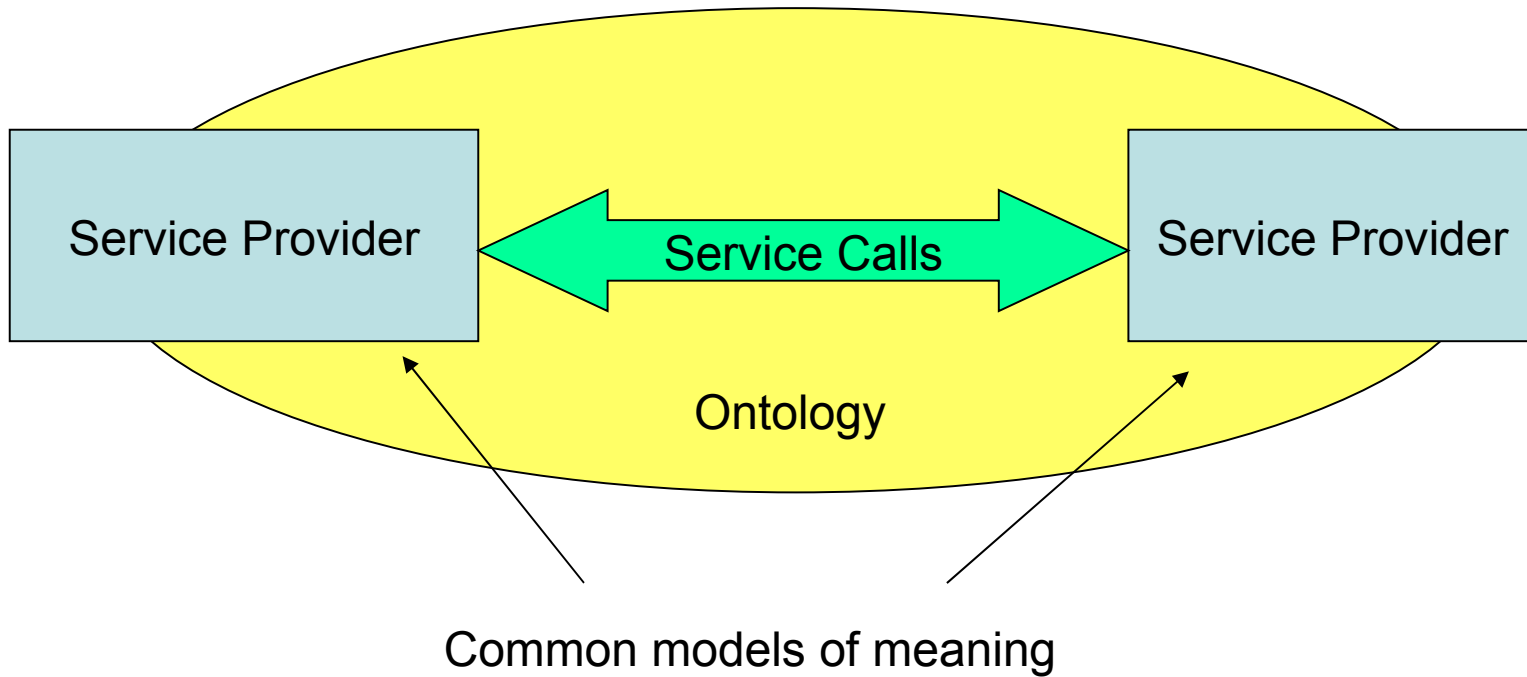 Service Provider
Service Calls
Service Provider
Ontology
Common models of meaning